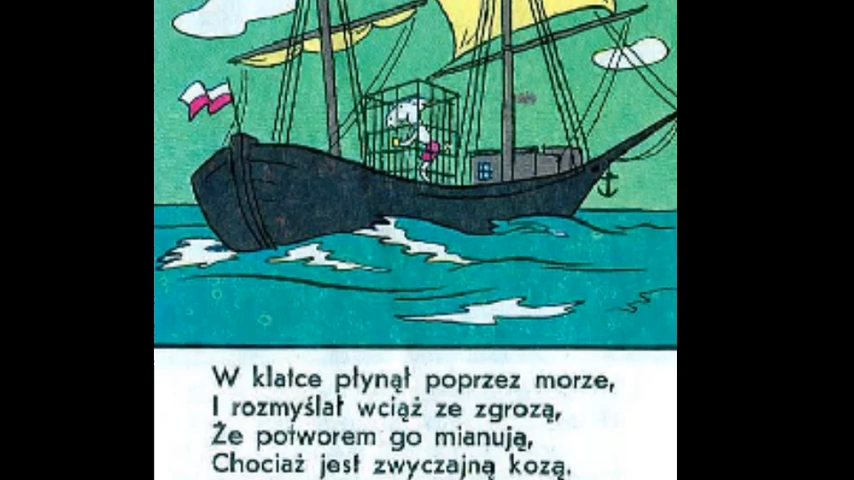 W klatce płynął poprzez morze,
I rozmyślał wciąż ze zgrozą,
Że potworem go mianują,
Chociaż jest zwyczajną kozą.